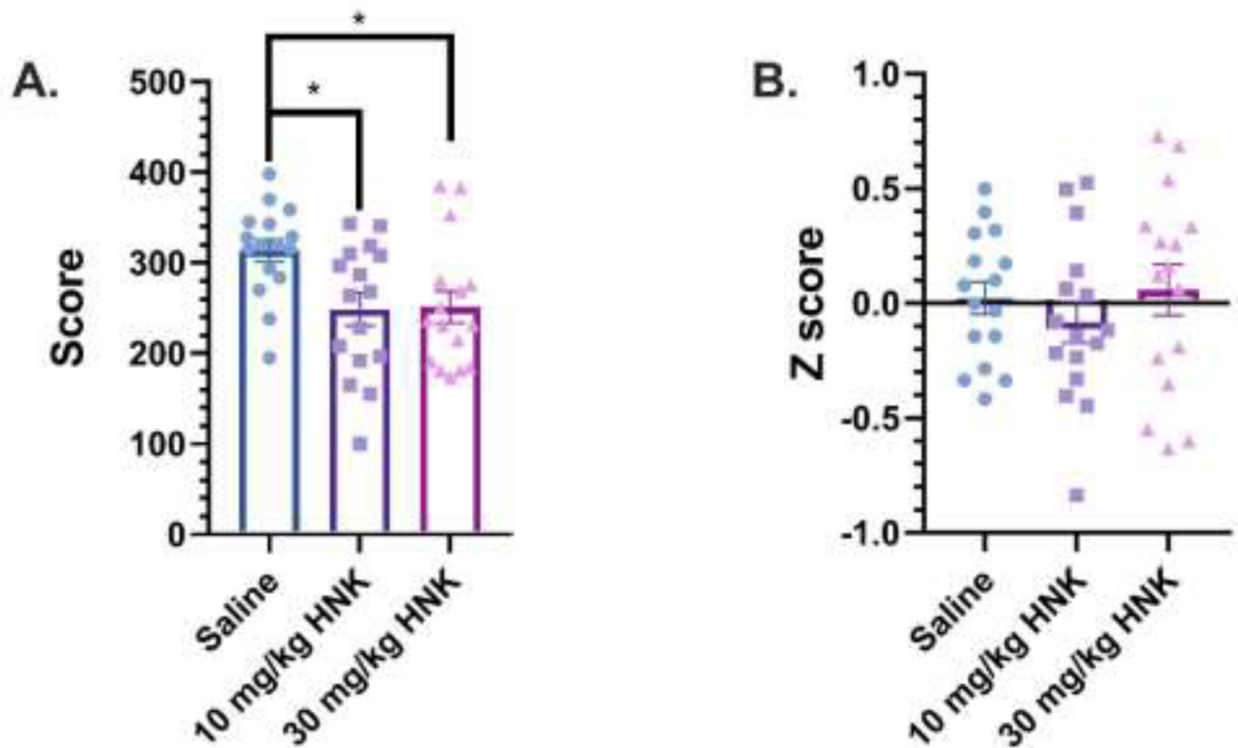 A.
*
*
500
400
300
200
100
0
Score
Saline
10 mg/kg HNK
30 mg/kg HNK
B.
1.0
0.5
0.0
-0.5
-1.0
Z score
Saline
10 mg/kg HNK
30 mg/kg HNK